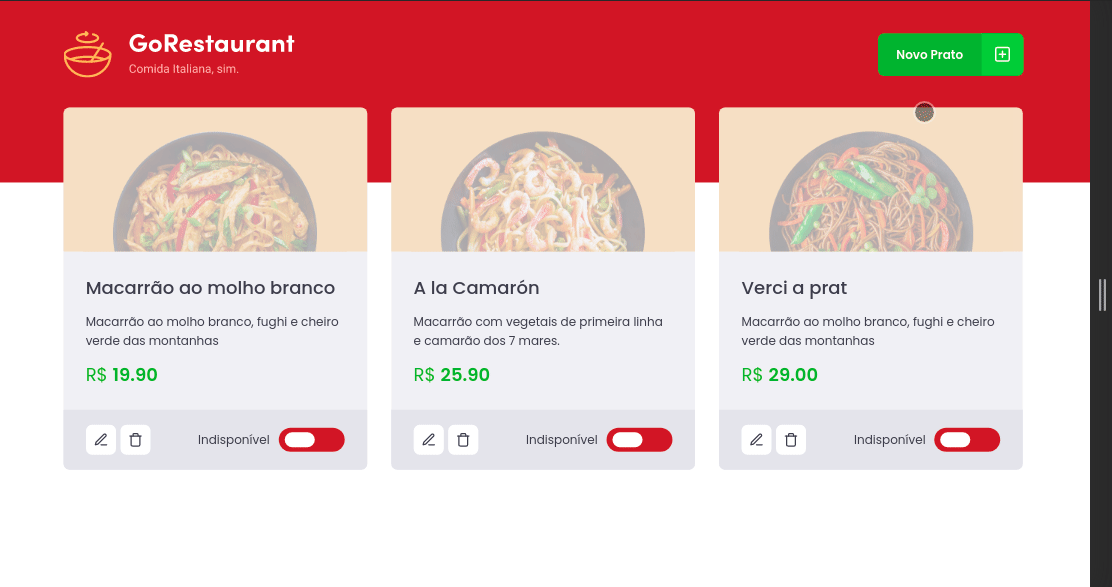 GoRestaurant
Comida Italiana, sim.
Novo Prato
Macarrão ao molho branco
Macarrão ao molho branco, fughi e cheiro
verde das montanhas
R$ 19.90
Indisponível
A la Camarón
Macarrão com vegetais de primeira linha
e camarão dos 7 mares.
R$ 25.90
Indisponível
Verci a prat
Macarrão ao molho branco, fughi e cheiro
verde das montanhas
R$ 29.00
Indisponível